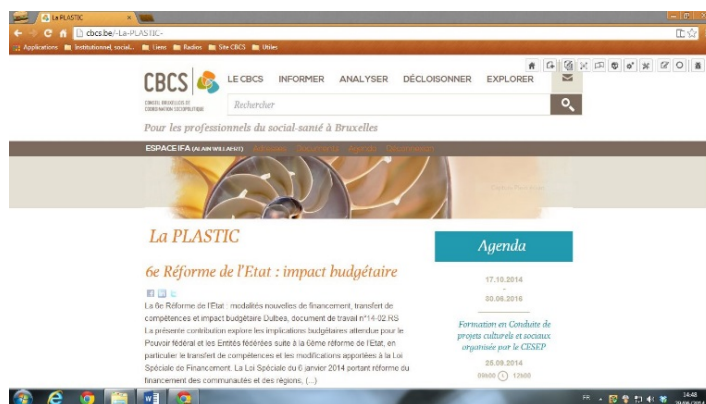 La PLASTIC
cbcs.be/-La-PLASTIC-
Applications Institutionnel, social... Liens Radios Site CBCS Utiles
CBCS
LE CBCS INFORMER ANALYSER DÉCLOISONNER EXPLORER
CONSEIL BRUXELLOIS DE
COORDINATION SOCIOPOLITIQUE
Rechercher
Pour les professionnels du social-santé à Bruxelles
ESPACE IFA (ALAIN WILLAERT) Adresses Documents Agenda Déconnexion
La PLASTIC
6e Réforme de l'Etat : impact budgétaire
La 6e Réforme de l'Etat : modalités nouvelles de financement, transfert de
compétences et impact budgétaire Dulbea, document de travail n°14-02.RS
La présente contribution explore les implications budgétaires attendue pour le
Pouvoir fédéral et les Entités fédérées suite à la 6ème réforme de l'Etat, en
particulier le transfert de compétences et les modifications apportées à la Loi
Spéciale de Financement. La Loi Spéciale du 6 janvier 2014 portant réforme du
financement des communautés et des régions, (...)
Agenda
17.10.2014
-
30.06.2016
Formation en Conduite de
projets culturels et sociaux
organisée par le CESEP
25.09.2014
09h00 12h00
FR 14:48